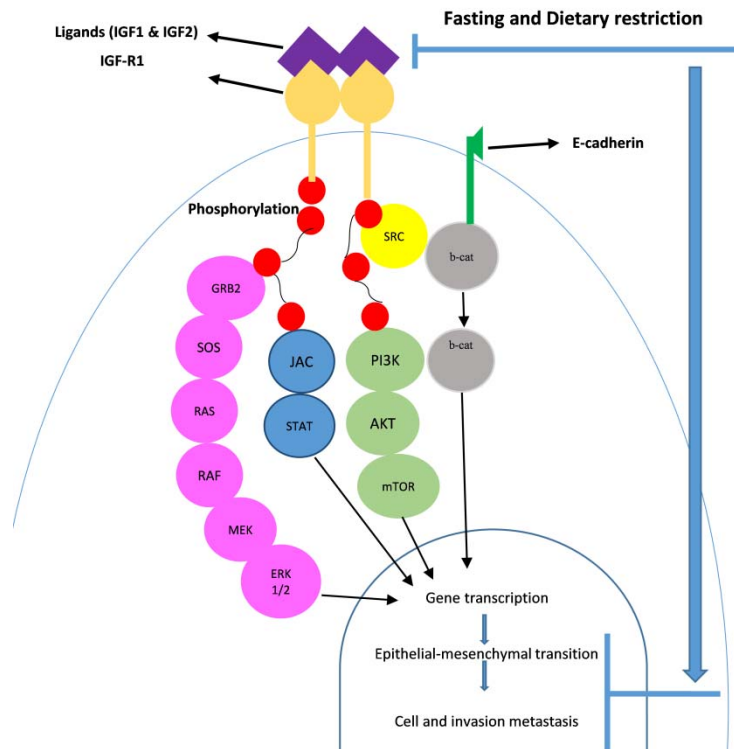 Fasting and Dietary restriction
Ligands (IGF1 & IGF2)
IGF-R1
E-cadherin
Phosphorylation
SRC
b-cat
GRB2
SOS
JAC
PI3K
b-cat
RAS
STAT
AKT
RAF
mTOR
MEK
ERK
1/2
Gene transcription
Epithelial-mesenchymal transition
Cell and invasion metastasis